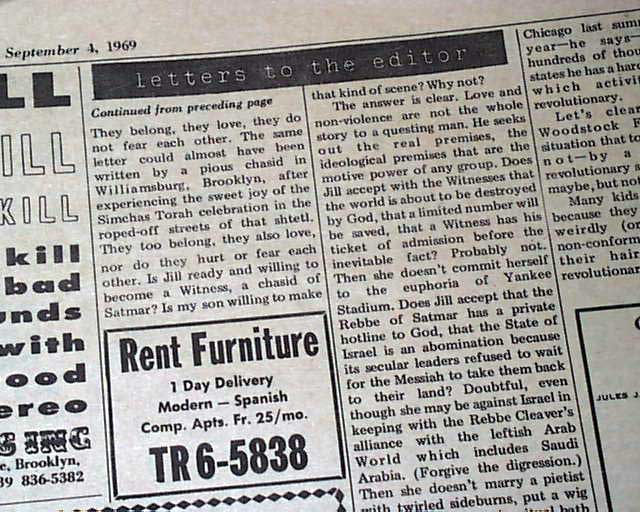 September 4, 1969
LL
ILL
KILL
kill
bad
unds
with
ood
ereo
G ING
e, Brooklyn,
39 836-5382
letters to the editor
Continued from preceding page
They belong, they love, they do
not fear each other. The same
letter could almost have been
written by a pious chasid in
Williamsburg, Brooklyn, after
experiencing the sweet joy of the
Simchas Torah celebration in the
roped-off streets of that shtetl.
They too belong, they also love,
nor do they hurt or fear each
other. Is Jill ready and willing to
become a Witness, a chasid of
Satmar? Is my son willing to make
Rent Furniture
1 Day Delivery
Modern — Spanish
Comp. Apts. Fr. 25/mo.
TR 6-5838
that kind of scene? Why not?
The answer is clear. Love and
non-violence are not the whole
story to a questing man. He seeks
out the real premises, the
ideological premises that are the
motive power of any group. Does
Jill accept with the Witnesses that
the world is about to be destroyed
by God, that a limited number will
be saved, that a Witness has his
ticket of admission before the
inevitable fact? Probably not.
Then she doesn't commit herself
to the euphoria of Yankee
Stadium. Does Jill accept that the
Rebbe of Satmar has a private
hotline to God, that the State of
Israel is an abomination because
its secular leaders refused to wait
for the Messiah to take them back
to their land? Doubtful, even
though she may be against Israel in
keeping with the Rebbe Cleaver's
alliance with the leftish Arab
World which includes Saudi
Arabia. (Forgive the digression.)
Then she doesn't marry a pietist
with twirled sideburns, put a wig
bath
Chicago last summ
year—he says—
hundreds of thou
states he has a hard
which activi
revolutionary.
Let's clear
Woodstock F
situation that to
not—by a
revolutionary s
maybe, but not
Many kids
because they
weirdly (or
non-conform
their hair
revolutionar
JULES J.